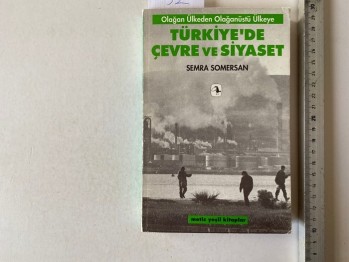 Olağan Ülkeden Olağanüstü Ülkeye
TÜRKİYE'DE
ÇEVRE VE SİYASET
SEMRA SOMERSAN
metis yeşil kitaplar